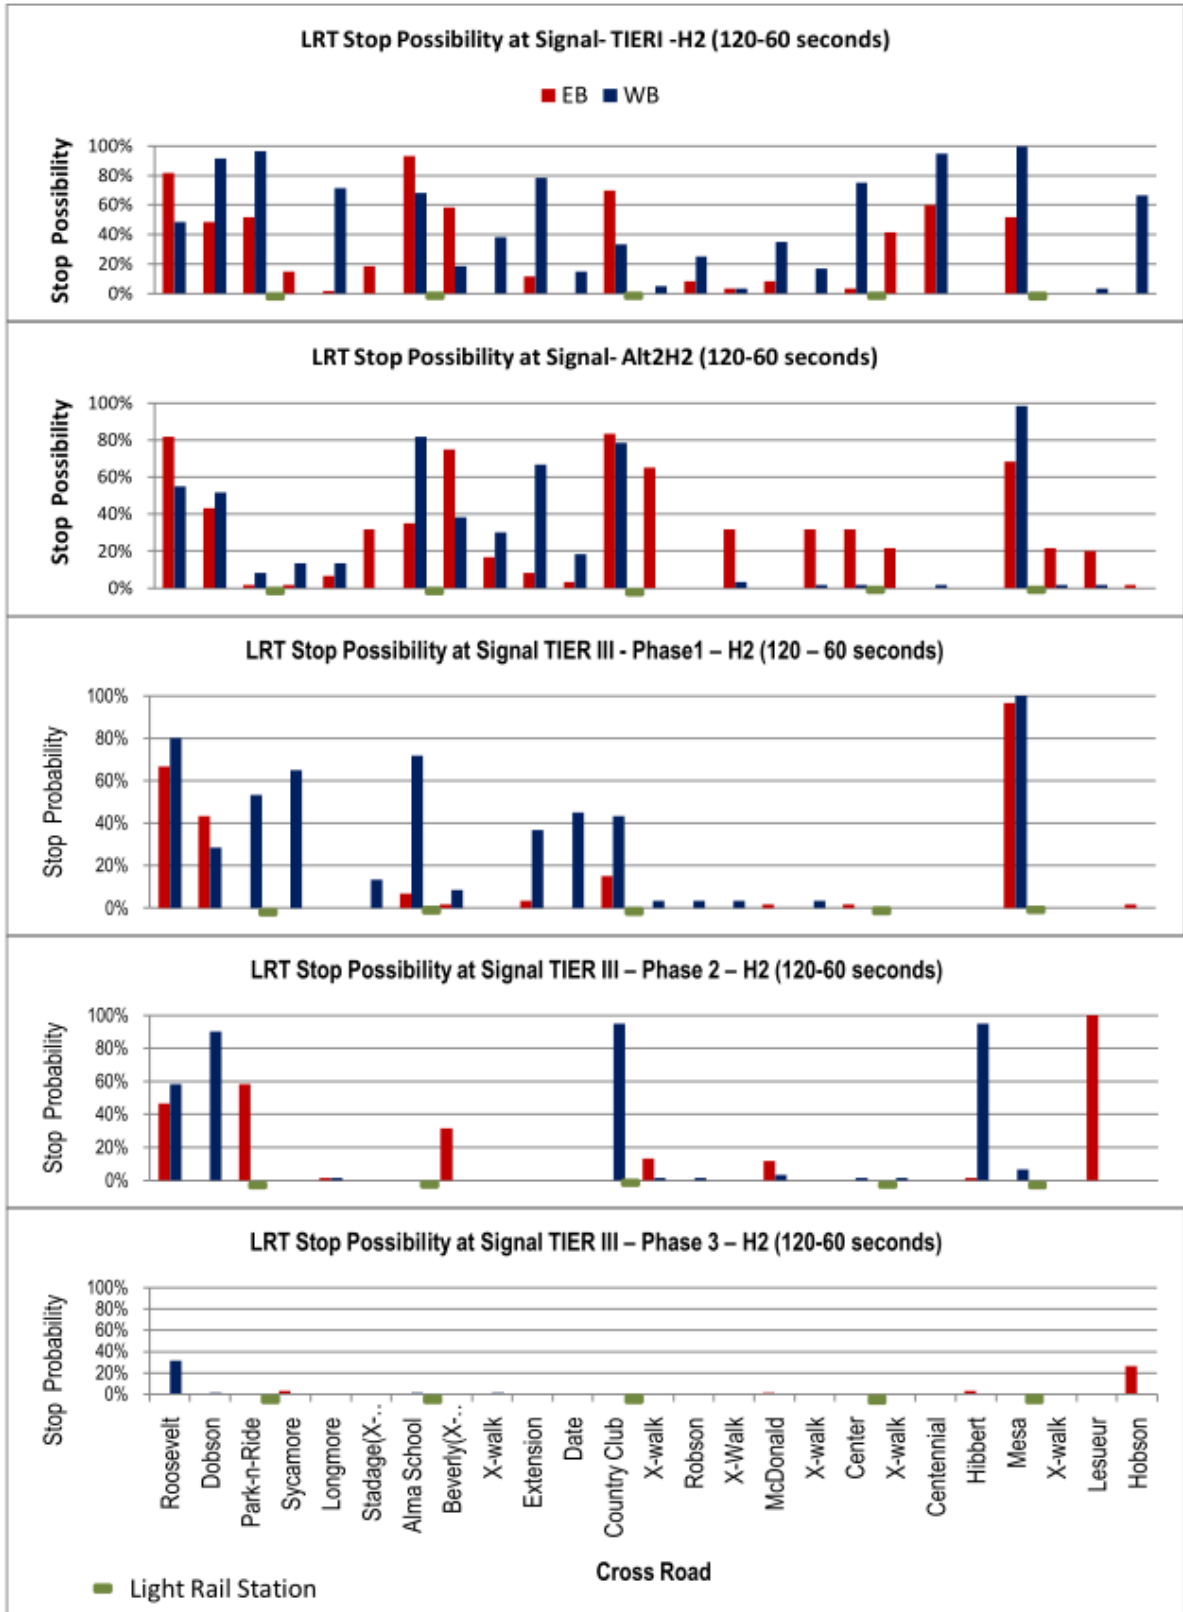 LRT Stop Possibility at Signal- TIERI -H2 (120-60 seconds)
EB WB
Stop Possibility
100%
80%
60%
40%
20%
0%
LRT Stop Possibility at Signal- Alt2H2 (120-60 seconds)
Stop Possibility
100%
80%
60%
40%
20%
0%
LRT Stop Possibility at Signal TIER III - Phase1 – H2 (120 – 60 seconds)
Stop Probability
100%
80%
60%
40%
20%
0%
LRT Stop Possibility at Signal TIER III – Phase 2 – H2 (120-60 seconds)
Stop Probability
100%
80%
60%
40%
20%
0%
LRT Stop Possibility at Signal TIER III – Phase 3 – H2 (120-60 seconds)
Stop Probability
100%
80%
60%
40%
20%
0%
Roosevelt
Dobson
Park-n-Ride
Sycamore
Longmore
Stadage(X-..
Alma School
Beverly(X-..
X-walk
Extension
Date
Country Club
X-walk
Robson
X-Walk
McDonald
X-walk
Center
X-walk
Centennial
Hibbert
Mesa
X-walk
Lesueur
Hobson
Cross Road
Light Rail Station